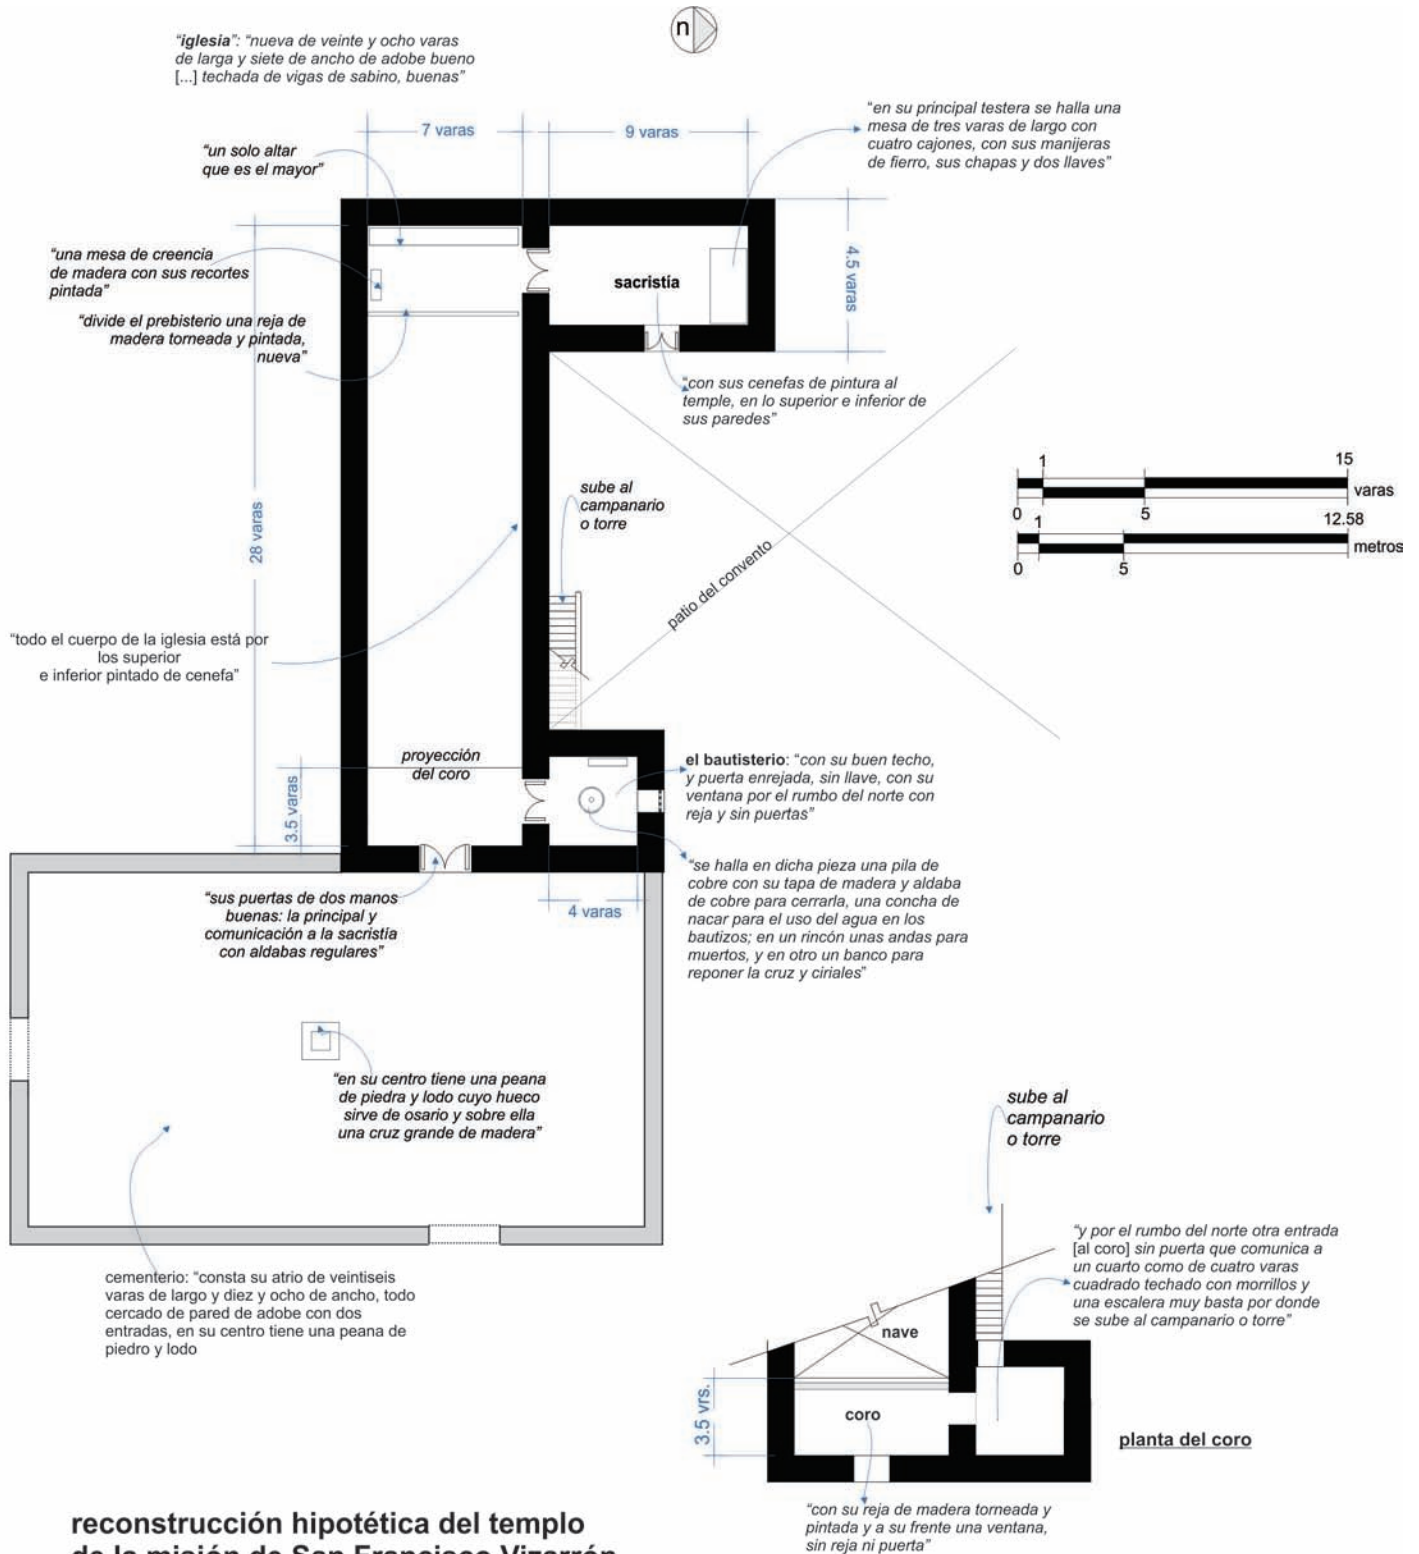 n
“iglesia”: “nueva de veinte y ocho varas
de larga y siete de ancho de adobe bueno
[...] techada de vigas de sabino, buenas”
7 varas
9 varas
“en su principal testera se halla una
mesa de tres varas de largo con
cuatro cajones, con sus manijeras
de fierro, sus chapas y dos llaves”
“un solo altar
que es el mayor”
“una mesa de creencia
de madera con sus recortes
pintada”
“divide el prebisterio una reja de
madera torneada y pintada,
nueva”
sacristía
4.5 varas
“con sus cenefas de pintura al
temple, en lo superior e inferior de
sus paredes”
28 varas
sube al
campanario
o torre
patio del convento
1
15
varas
0
5
12.58
1
metros
0
5
“todo el cuerpo de la iglesia está por
los superior
e inferior pintado de cenefa”
proyección
del coro
3.5 varas
el bautisterio: “con su buen techo,
y puerta enrejada, sin llave, con su
ventana por el rumbo del norte con
reja y sin puertas”
“se halla en dicha pieza una pila de
cobre con su tapa de madera y aldaba
de cobre para cerrarla, una concha de
nacar para el uso del agua en los
bautizos; en un rincón unas andas para
muertos, y en otro un banco para
reponer la cruz y ciriales”
4 varas
“sus puertas de dos manos
buenas: la principal y
comunicación a la sacristía
con aldabas regulares”
“en su centro tiene una peana
de piedra y lodo cuyo hueco
sirve de osario y sobre ella
una cruz grande de madera”
cementerio: “consta su atrio de veintiseis
varas de largo y diez y ocho de ancho, todo
cercado de pared de adobe con dos
entradas, en su centro tiene una peana de
piedro y lodo
sube al
campanario
o torre
“y por el rumbo del norte otra entrada
[al coro] sin puerta que comunica a
un cuarto como de cuatro varas
cuadrado techado con morrillos y
una escalera muy basta por donde
se sube al campanario o torre”
nave
3.5 vrs.
coro
planta del coro
“con su reja de madera torneada y
pintada y a su frente una ventana,
sin reja ni puerta”
reconstrucción hipotética del templo
de la misión de San Francisco Vizarrón